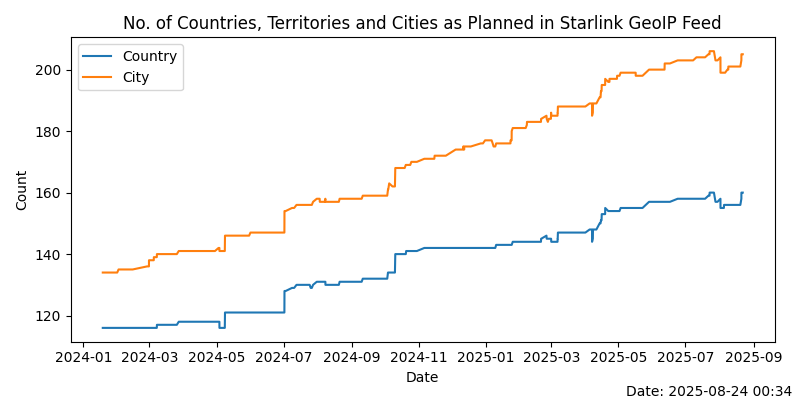 No. of Countries, Territories and Cities as Planned in Starlink GeoIP Feed
Country
City
Count
200
180
160
140
120
2024-01 2024-03 2024-05 2024-07 2024-09 2024-11 2025-01 2025-03 2025-05 2025-07 2025-09
Date
Date: 2025-08-24 00:34